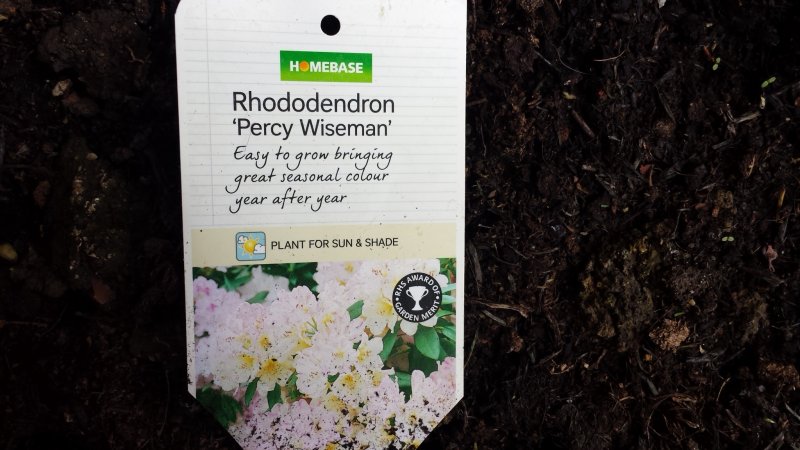 HOMEBASE
Rhododendron
'Percy Wiseman'
Easy to grow bringing
great seasonal colour
year after year
PLANT FOR SUN & SHADE
RHS AWARD OF
GARDEN MERIT